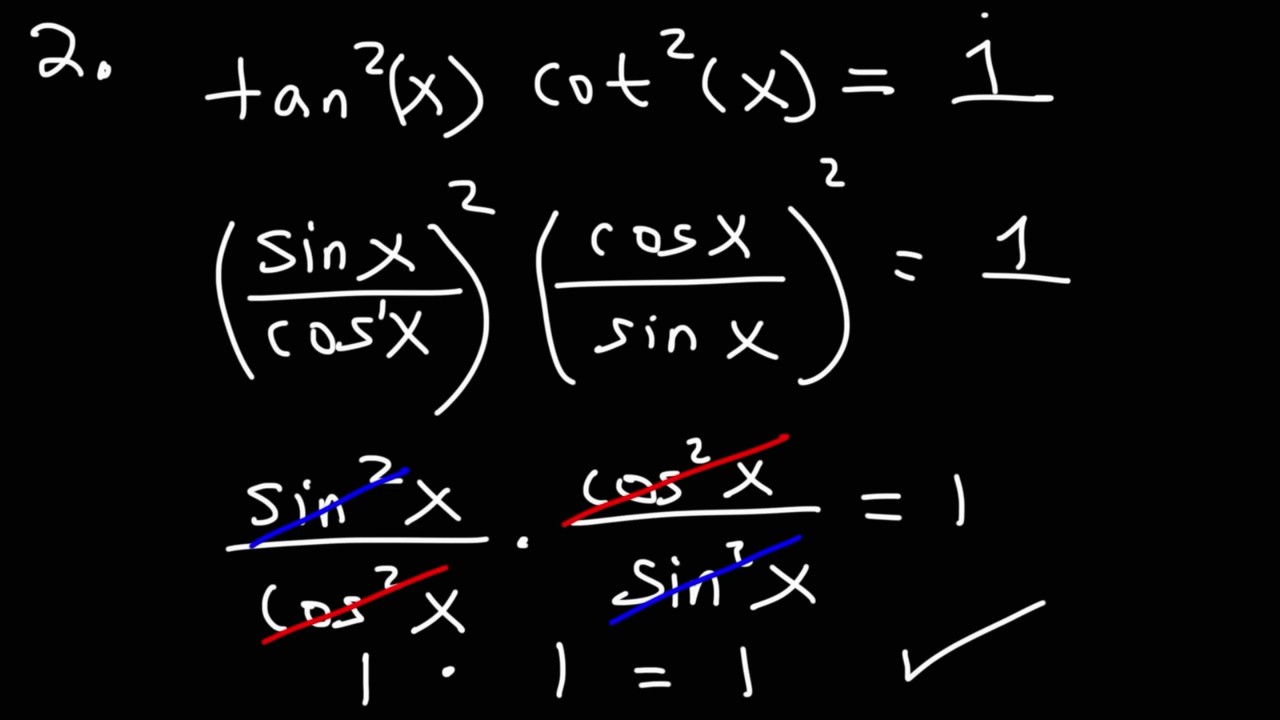 2. tan²(x) cot²(x) = 1
(sin x / cos x)² (cos x / sin x)² = 1
sin² x / cos² x · cos² x / sin² x = 1
1 · 1 = 1 ✓